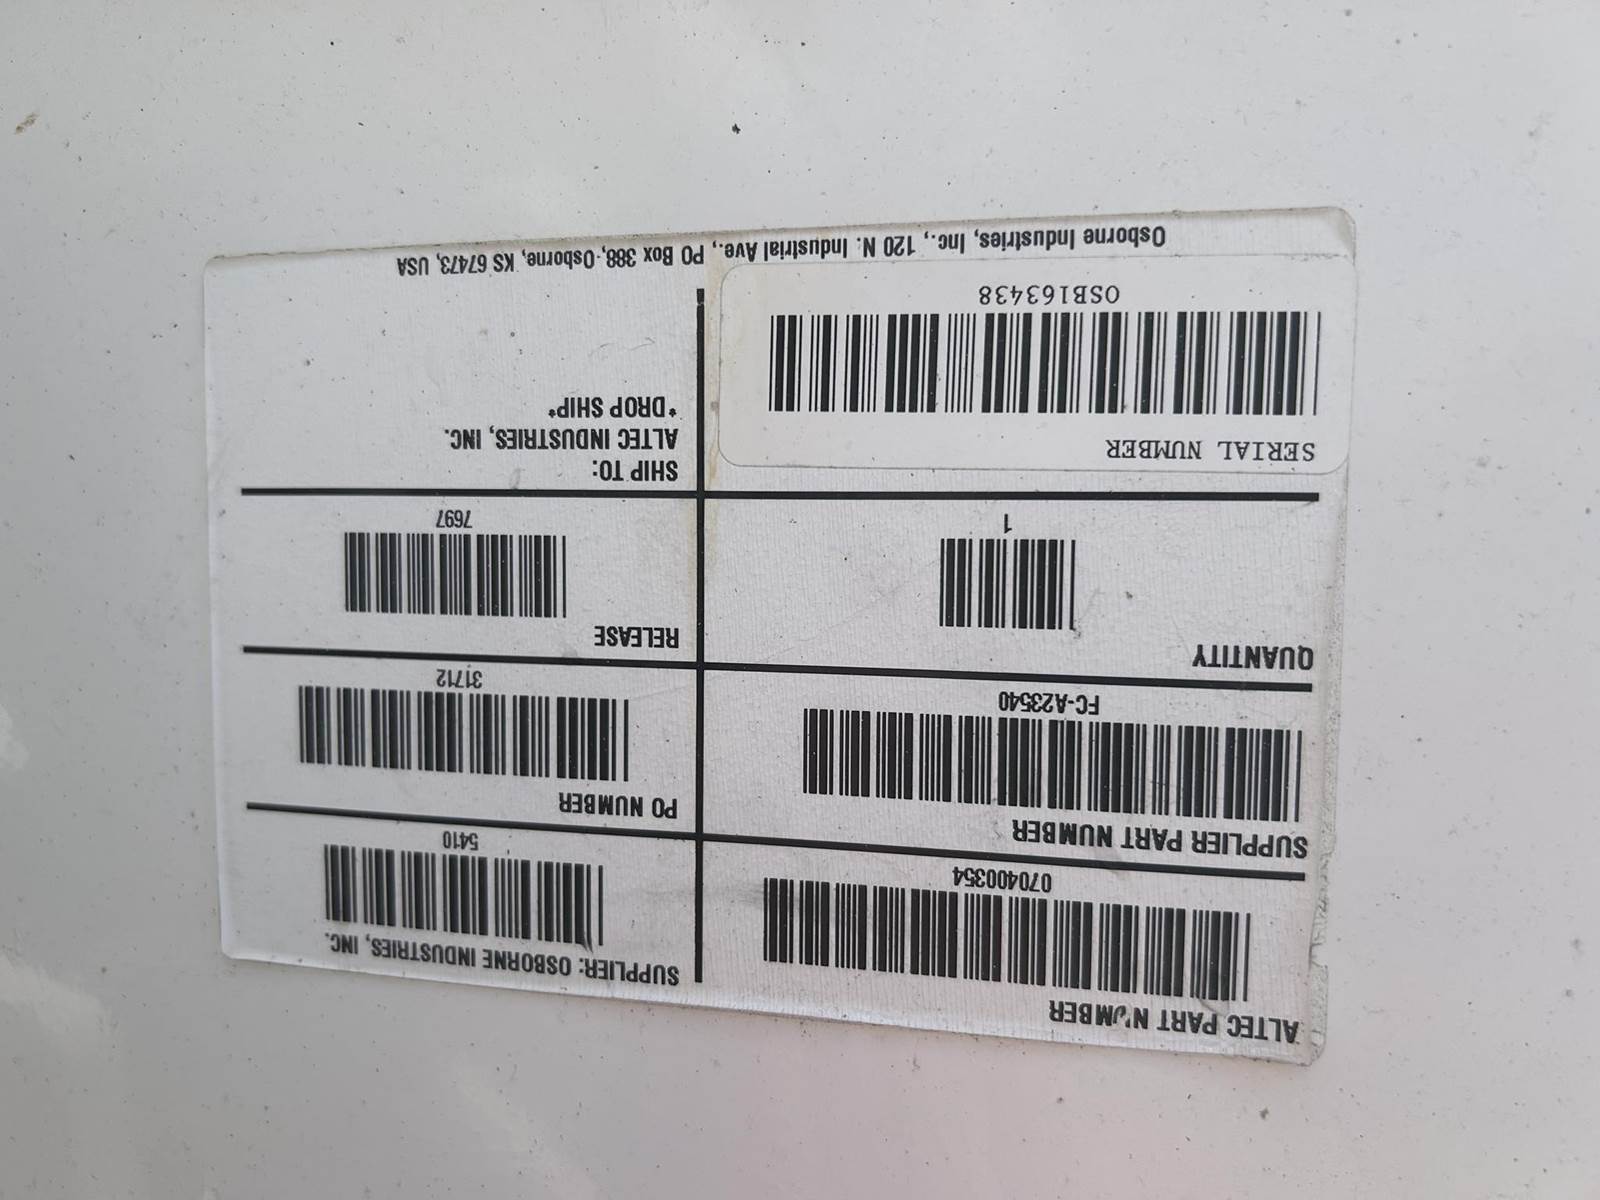 ALTEC PART NUMBER
070400354
SUPPLIER: OSBORNE INDUSTRIES, INC.
5410
SUPPLIER PART NUMBER
FC-A23540
PO NUMBER
31712
QUANTITY
1
RELEASE
7697
SERIAL NUMBER
OSB163438
SHIP TO:
ALTEC INDUSTRIES, INC.
*DROP SHIP*
Osborne Industries, Inc., 120 N. Industrial Ave., PO Box 388, Osborne, KS 67473, USA